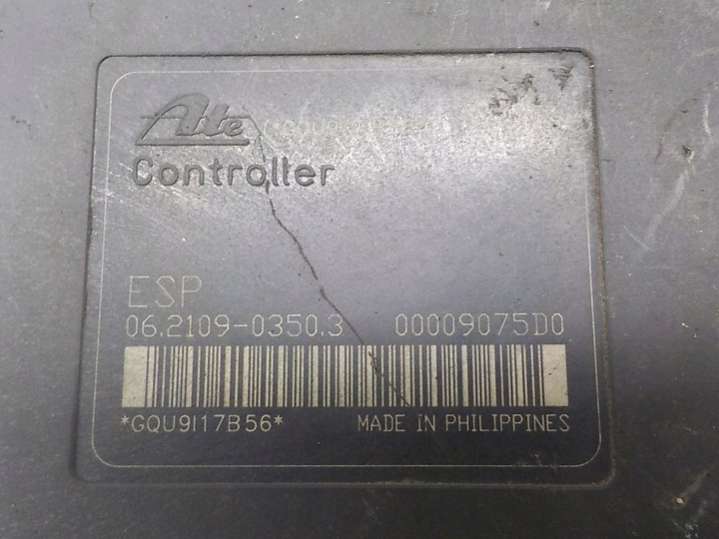 Ate
Controller
ESP
06.2109-0350.3 00009075D0
*GQU9I17B56* MADE IN PHILIPPINES